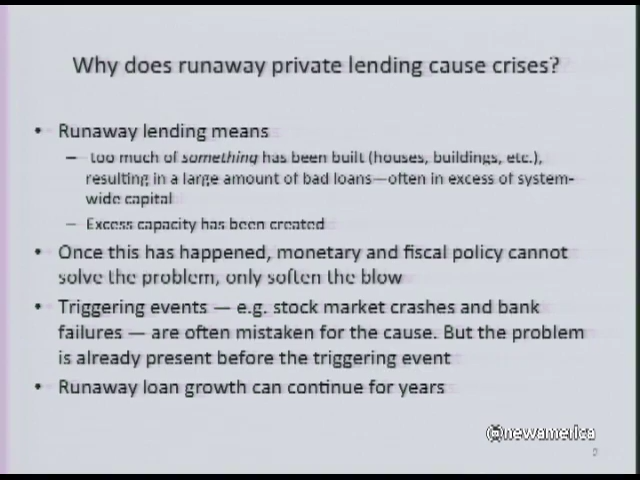 Why does runaway private lending cause crises?
• Runaway lending means
– too much of something has been built (houses, buildings, etc.),
resulting in a large amount of bad loans—often in excess of system-
wide capital
– Excess capacity has been created
• Once this has happened, monetary and fiscal policy cannot
solve the problem, only soften the blow
• Triggering events — e.g. stock market crashes and bank
failures — are often mistaken for the cause. But the problem
is already present before the triggering event
• Runaway loan growth can continue for years
@newamerica